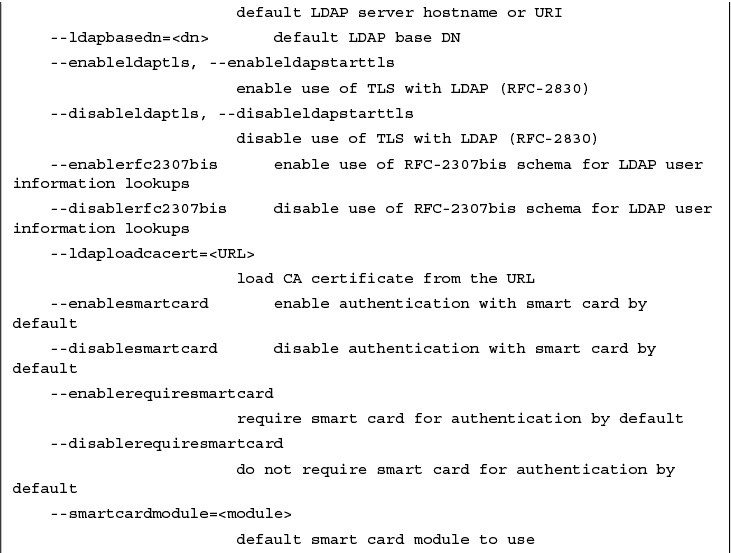 default LDAP server hostname or URI
--ldapbasedn=<dn> default LDAP base DN
--enableldaptls, --enableldapstarttls
enable use of TLS with LDAP (RFC-2830)
--disableldaptls, --disableldapstarttls
disable use of TLS with LDAP (RFC-2830)
--enablerfc2307bis enable use of RFC-2307bis schema for LDAP user
information lookups
--disablerfc2307bis disable use of RFC-2307bis schema for LDAP user
information lookups
--ldaploadcacert=<URL>
load CA certificate from the URL
--enablesmartcard enable authentication with smart card by
default
--disablesmartcard disable authentication with smart card by
default
--enablerequiresmartcard
require smart card for authentication by default
--disablerequiresmartcard
do not require smart card for authentication by
default
--smartcardmodule=<module>
default smart card module to use